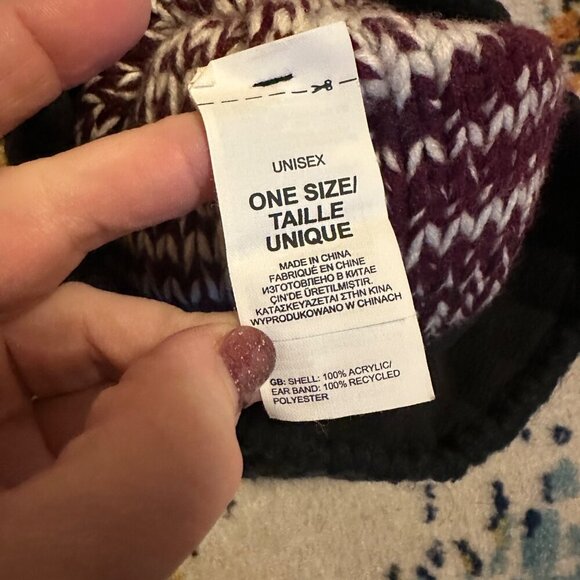 UNISEX
ONE SIZE/
TAILLE
UNIQUE
MADE IN CHINA
FABRIQUÉ EN CHINE
ИЗГОТОВЛЕНО В КИТАЕ
ÇIN'DE ÜRETILMIŞTIR.
ΚΑΤΑΣΚΕΥΑΖΕΤΑΙ ΣΤΗΝ ΚΙΝΑ
WYPRODUKOWANO W CHINACH
GB: SHELL: 100% ACRYLIC/
EAR BAND: 100% RECYCLED
POLYESTER